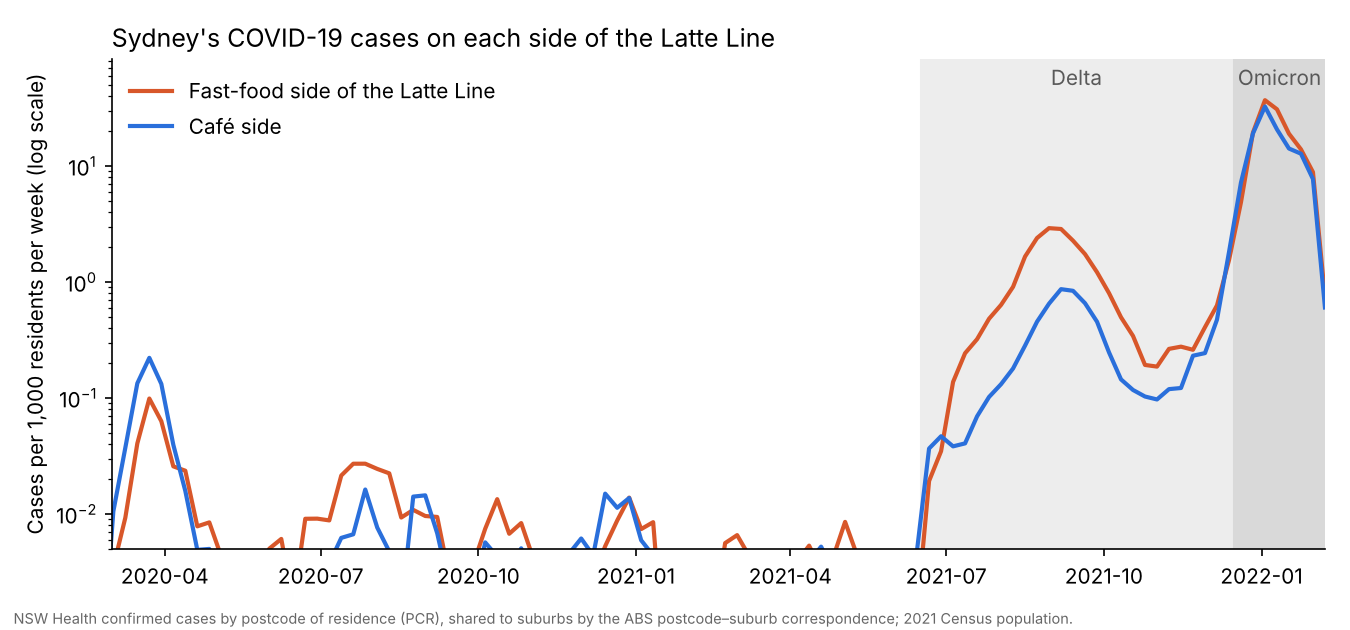 Sydney's COVID-19 cases on each side of the Latte Line
Delta
Omicron
Fast-food side of the Latte Line
Café side
Cases per 1,000 residents per week (log scale)
10¹
10⁰
10⁻¹
10⁻²
2020-04 2020-07 2020-10 2021-01 2021-04 2021-07 2021-10 2022-01
NSW Health confirmed cases by postcode of residence (PCR), shared to suburbs by the ABS postcode–suburb correspondence; 2021 Census population.